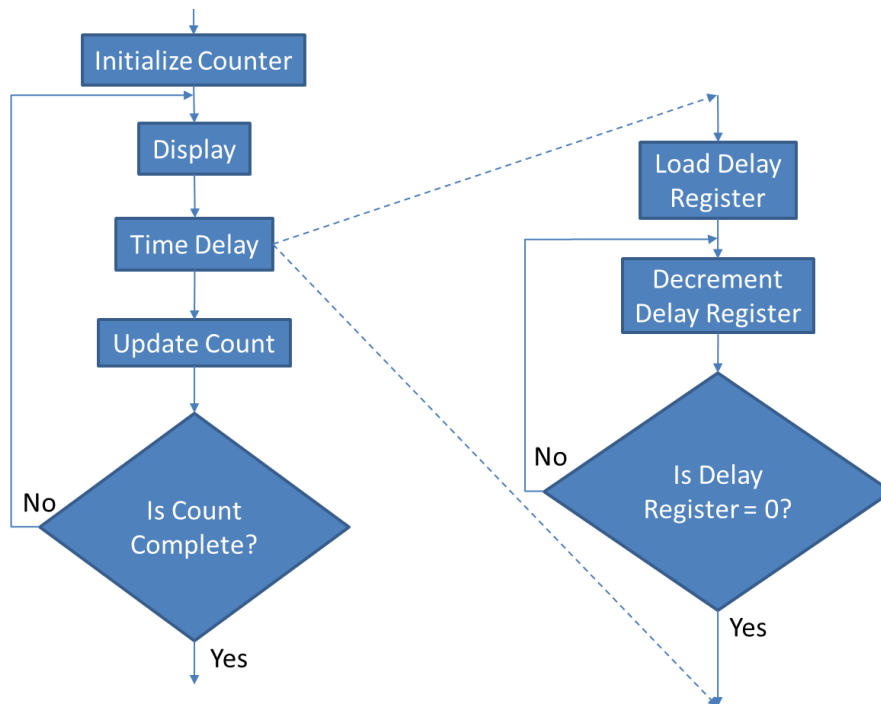 Initialize Counter
Display
Time Delay
Update Count
No
Is Count
Complete?
Yes
Load Delay
Register
Decrement
Delay Register
No
Is Delay
Register = 0?
Yes